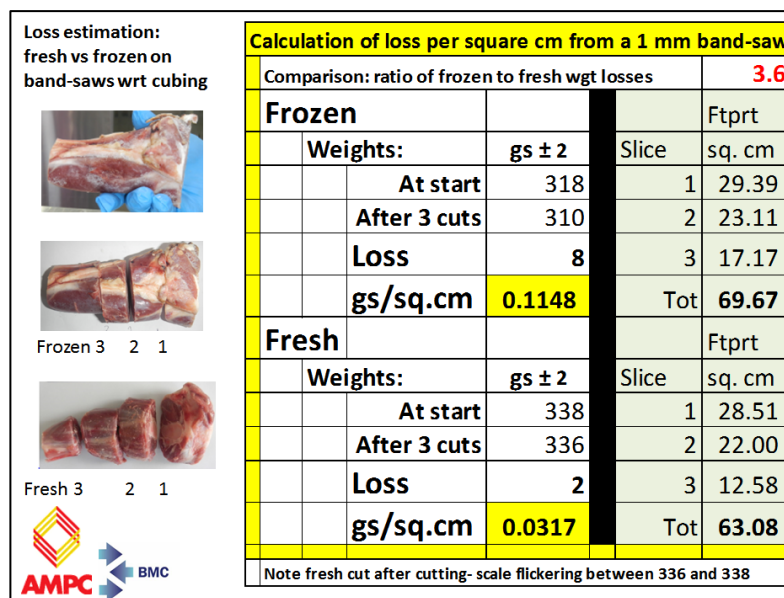 Loss estimation:
fresh vs frozen on
band-saws wrt cubing
Frozen 3 2 1
Fresh 3 2 1
AMPC
BMC
Calculation of loss per square cm from a 1 mm band-saw
Comparison: ratio of frozen to fresh wgt losses 3.6
Frozen Ftprt
Weights: gs ± 2 Slice sq. cm
At start 318 1 29.39
After 3 cuts 310 2 23.11
Loss 8 3 17.17
gs/sq.cm 0.1148 Tot 69.67
Fresh Ftprt
Weights: gs ± 2 Slice sq. cm
At start 338 1 28.51
After 3 cuts 336 2 22.00
Loss 2 3 12.58
gs/sq.cm 0.0317 Tot 63.08
Note fresh cut after cutting- scale flickering between 336 and 338